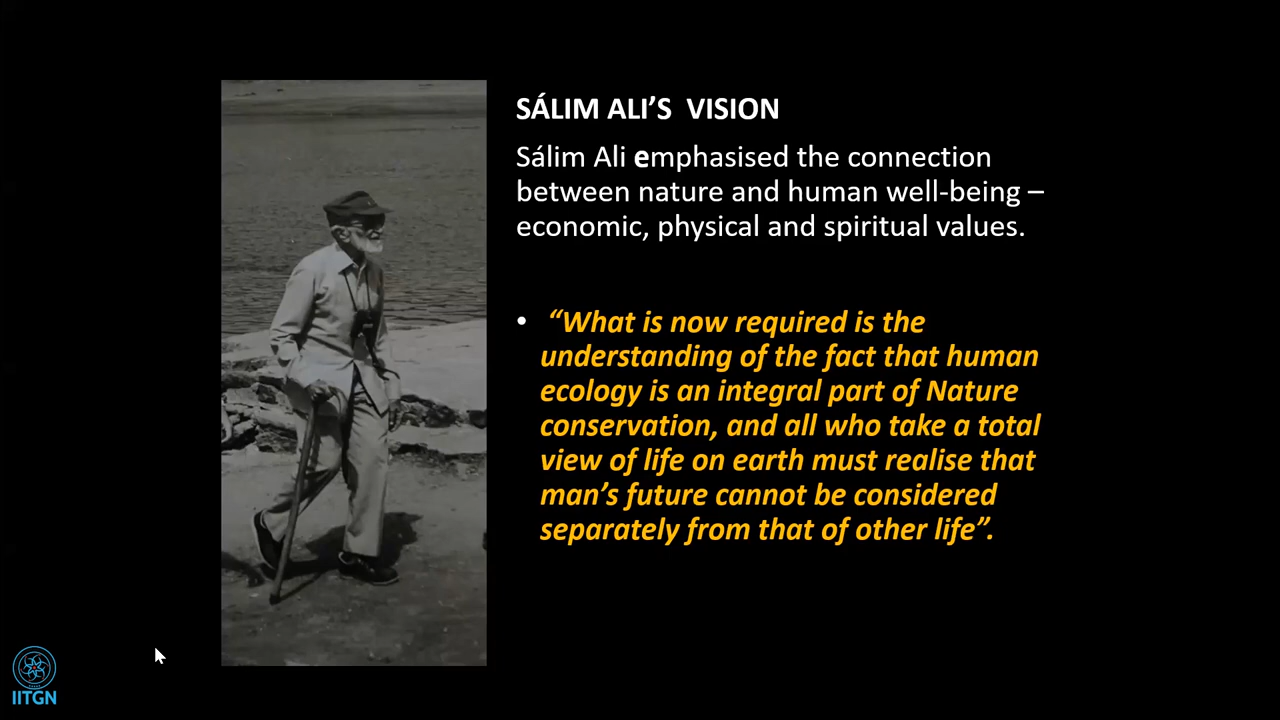 SÁLIM ALI’S  VISION
Sálim Ali emphasised the connection
between nature and human well-being –
economic, physical and spiritual values.
• “What is now required is the
understanding of the fact that human
ecology is an integral part of Nature
conservation, and all who take a total
view of life on earth must realise that
man’s future cannot be considered
separately from that of other life”.
IITGN